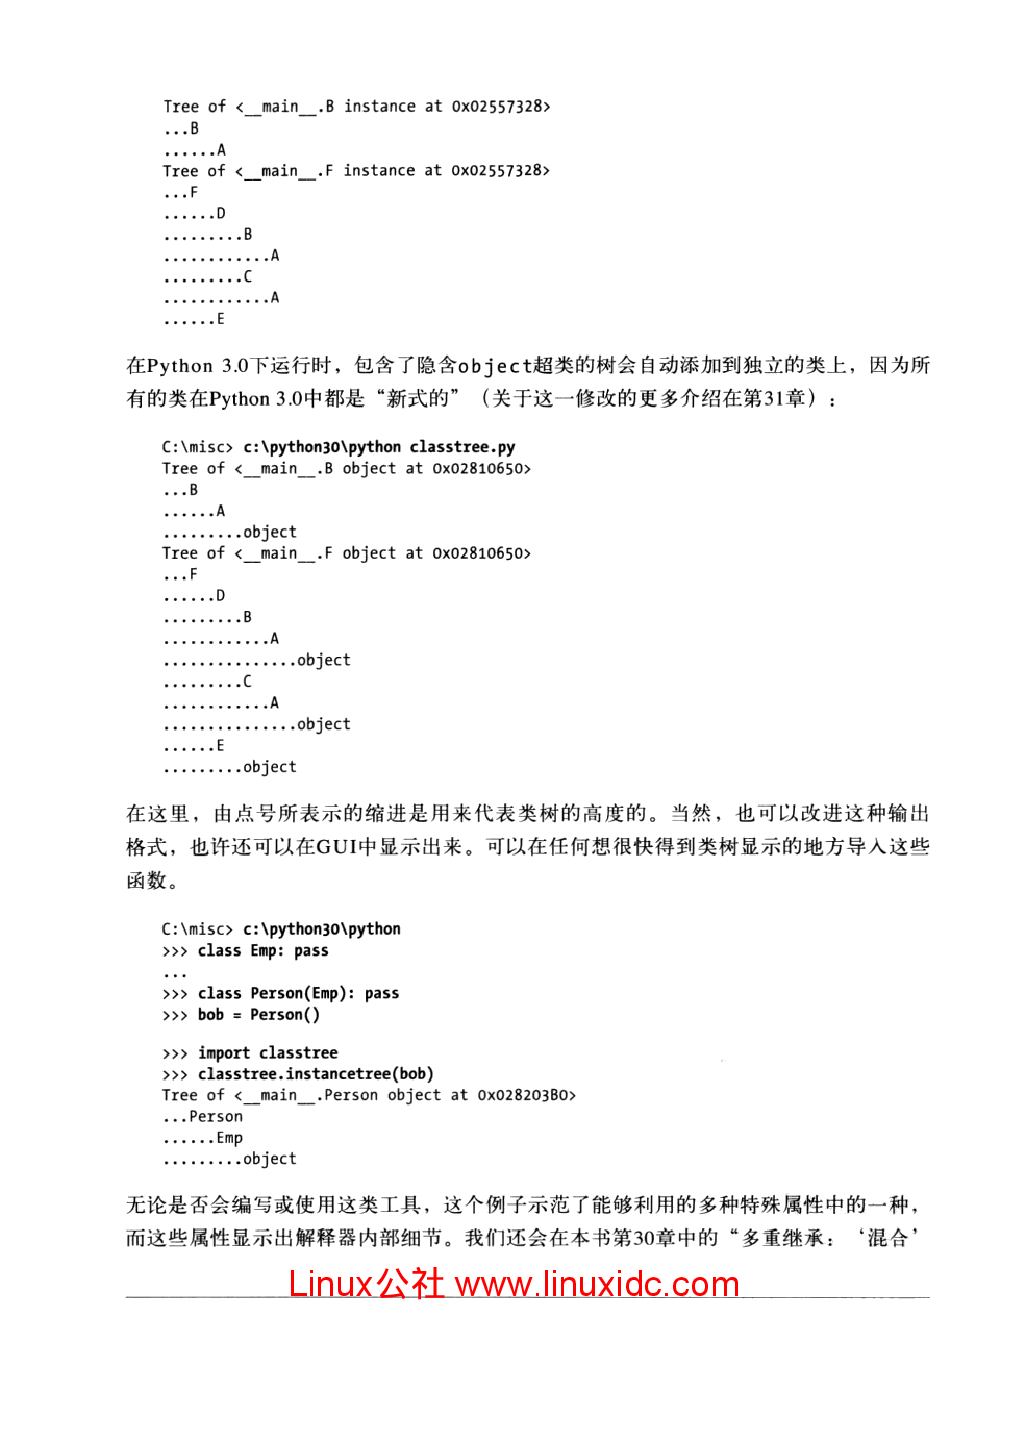 Tree of <__main__.B instance at 0x02557328>
...B
......A
Tree of <__main__.F instance at 0x02557328>
...F
......D
.........B
............A
.........C
............A
......E
在Python 3.0下运行时，包含了隐含object超类的树会自动添加到独立的类上，因为所
有的类在Python 3.0中都是“新式的”（关于这一修改的更多介绍在第31章）：
C:\misc> c:\python30\python classtree.py
Tree of <__main__.B object at 0x02810650>
...B
......A
.........object
Tree of <__main__.F object at 0x02810650>
...F
......D
.........B
............A
...............object
.........C
............A
...............object
......E
.........object
在这里，由点号所表示的缩进是用来代表类树的高度的。当然，也可以改进这种输出
格式，也许还可以在GUI中显示出来。可以在任何想很快得到类树显示的地方导入这些
函数。
C:\misc> c:\python30\python
>>> class Emp: pass
...
>>> class Person(Emp): pass
>>> bob = Person()
>>> import classtree
>>> classtree.instancetree(bob)
Tree of <__main__.Person object at 0x028203B0>
...Person
......Emp
.........object
无论是否会编写或使用这类工具，这个例子示范了能够利用的多种特殊属性中的一种，
而这些属性显示出解释器内部细节。我们还会在本书第30章中的“多重继承：‘混合’
Linux公社 www.linuxidc.com